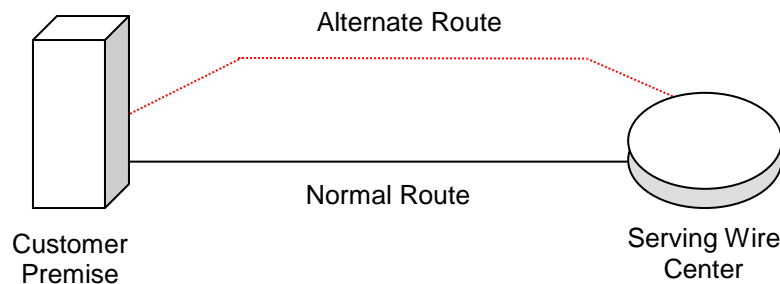 Alternate Route
Normal Route
Customer
Premise
Serving Wire
Center